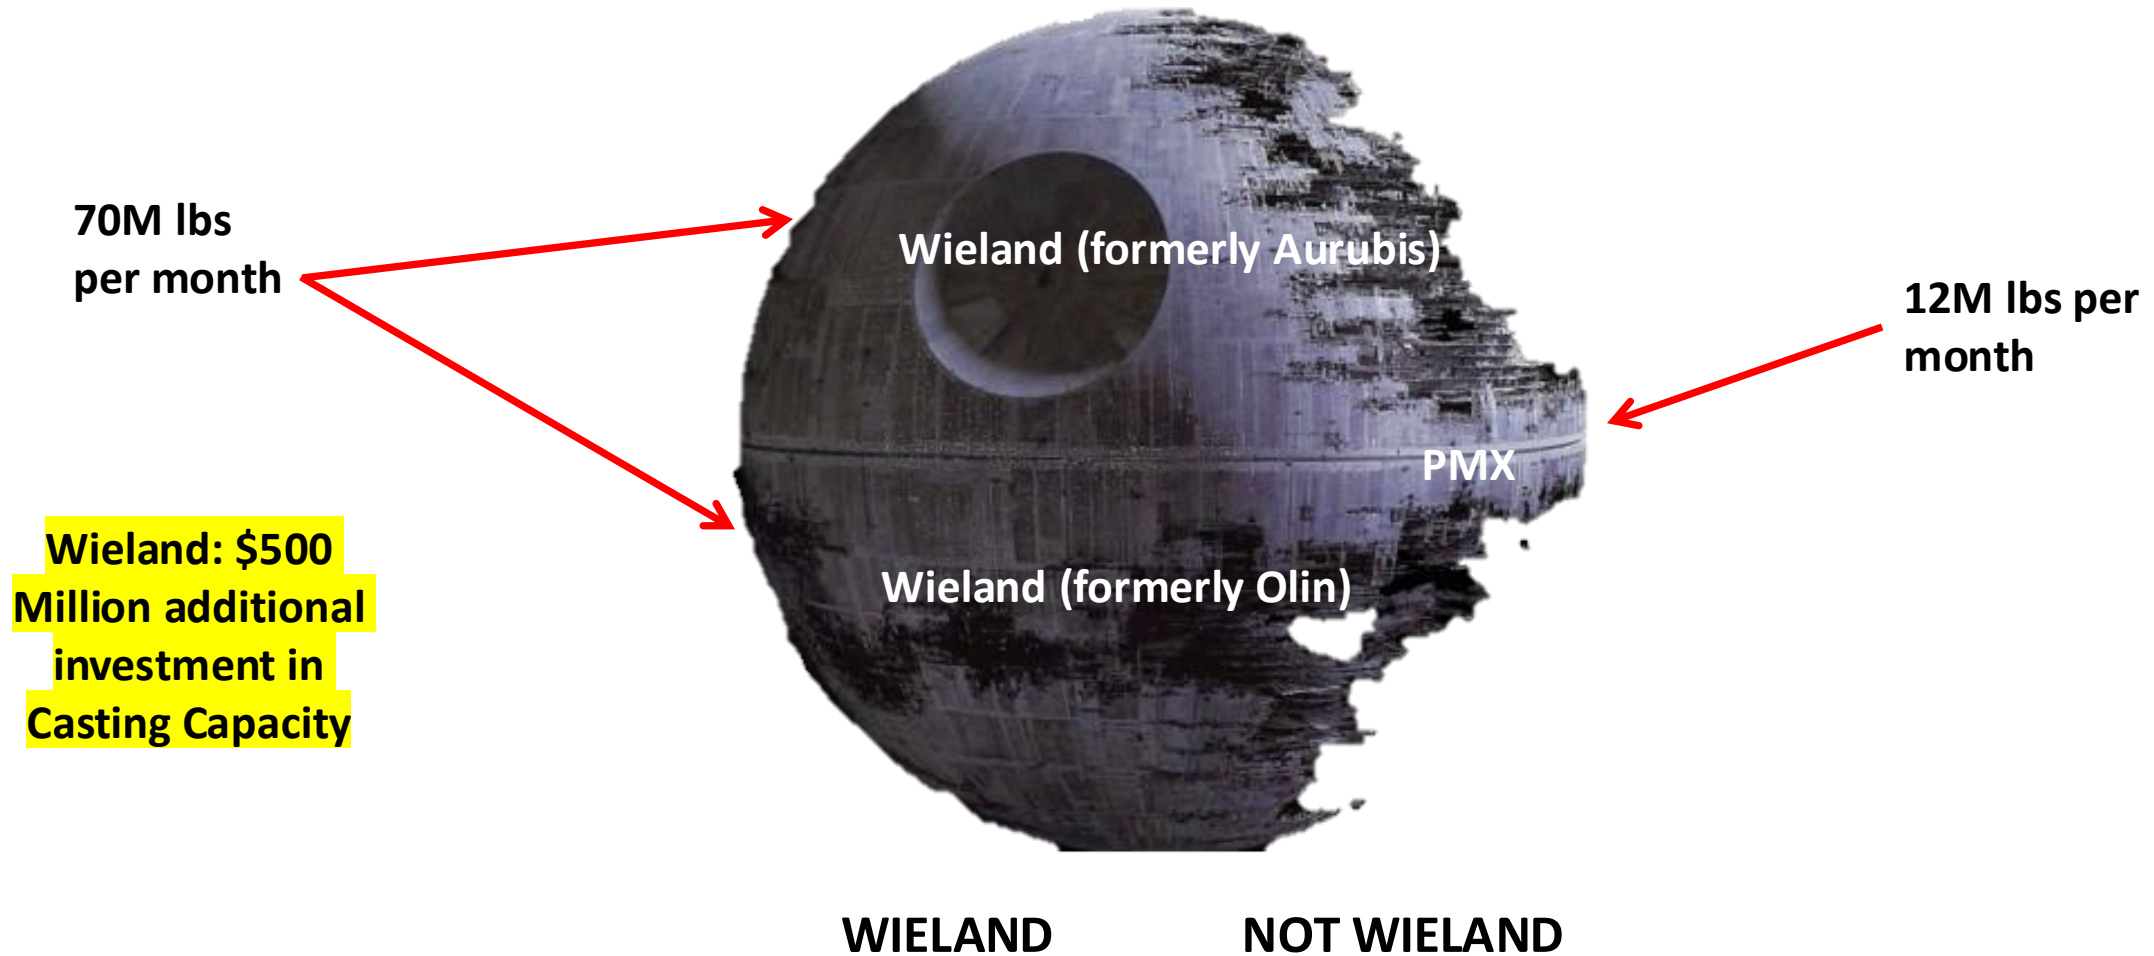 70M lbs
per month
Wieland (formerly Aurubis)
12M lbs per
month
PMX
Wieland: $500
Million additional
investment in
Casting Capacity
Wieland (formerly Olin)
WIELAND
NOT WIELAND